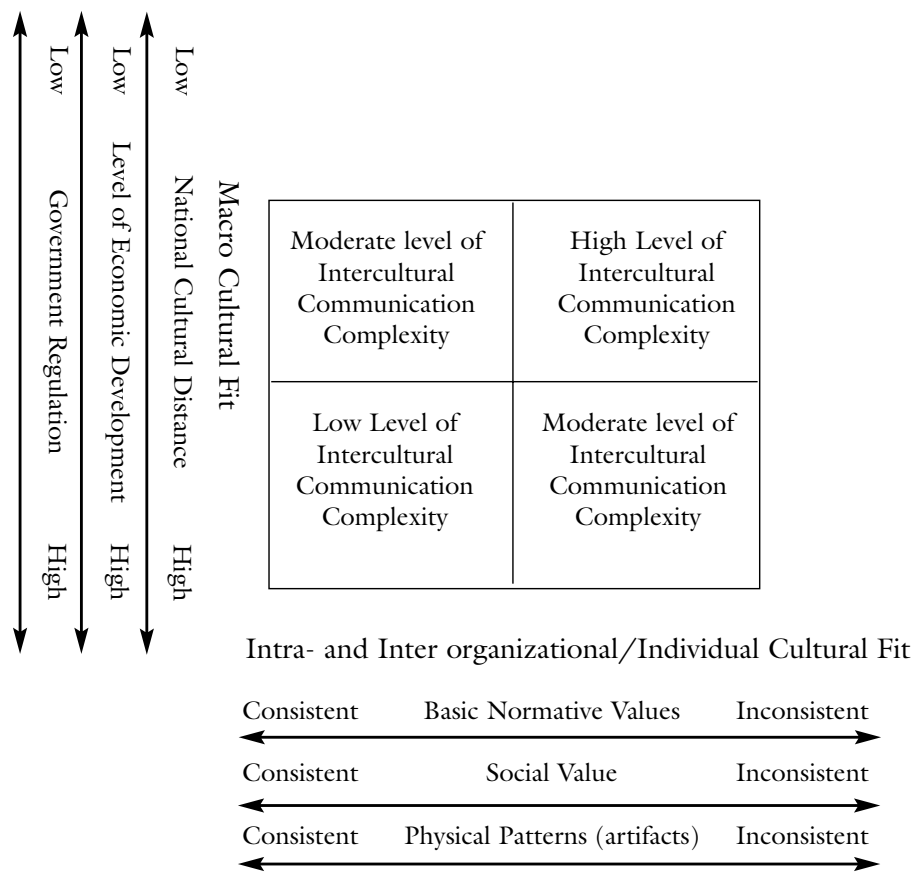 Low
Government Regulation
High
Low
Level of Economic Development
High
Low
National Cultural Distance
High
Macro Cultural Fit
Moderate level of
Intercultural
Communication
Complexity
High Level of
Intercultural
Communication
Complexity
Low Level of
Intercultural
Communication
Complexity
Moderate level of
Intercultural
Communication
Complexity
Intra- and Inter organizational/Individual Cultural Fit
Consistent Basic Normative Values Inconsistent
Consistent Social Value Inconsistent
Consistent Physical Patterns (artifacts) Inconsistent